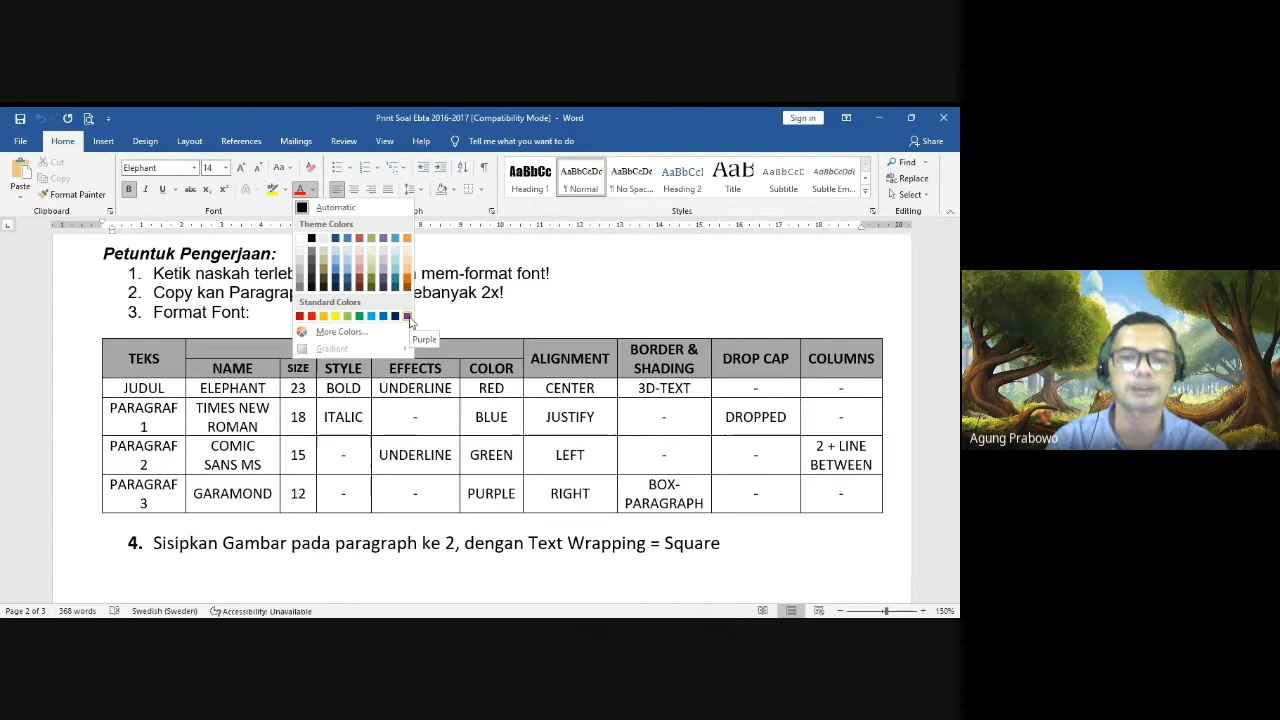 Print Soal Ebta 2016-2017 [Compatibility Mode] - Word
Sign in
File Home Insert Design Layout References Mailings Review View Help Tell me what you want to do Share
Paste
Cut
Copy
Format Painter
Clipboard
Elephant 14
Font
AaBbCc Heading 1
AaBbCcDc ¶ Normal
AaBbCcDc ¶ No Spac...
AaBbCcI Heading 2
AaB Title
AaBbCcD Subtitle
AaBbCcDc Subtle Em...
Styles
Find
Replace
Select
Editing
Automatic
Theme Colors
Standard Colors
More Colors...
Gradient
Purple
Petuntuk Pengerjaan:
1. Ketik naskah mem-format font!
2. Copy kan 2x!
3. Format Font:
TEKS ALIGNMENT BORDER & SHADING DROP CAP COLUMNS
NAME SIZE STYLE EFFECTS COLOR
JUDUL ELEPHANT 23 BOLD UNDERLINE RED CENTER 3D-TEXT - -
PARAGRAF 1 TIMES NEW ROMAN 18 ITALIC - BLUE JUSTIFY - DROPPED -
PARAGRAF 2 COMIC SANS MS 15 - UNDERLINE GREEN LEFT - - 2 + LINE BETWEEN
PARAGRAF 3 GARAMOND 12 - - PURPLE RIGHT BOX-PARAGRAPH - -
4. Sisipkan Gambar pada paragraph ke 2, dengan Text Wrapping = Square
Page 2 of 3 368 words Swedish (Sweden) Accessibility: Unavailable 150%
Agung Prabowo